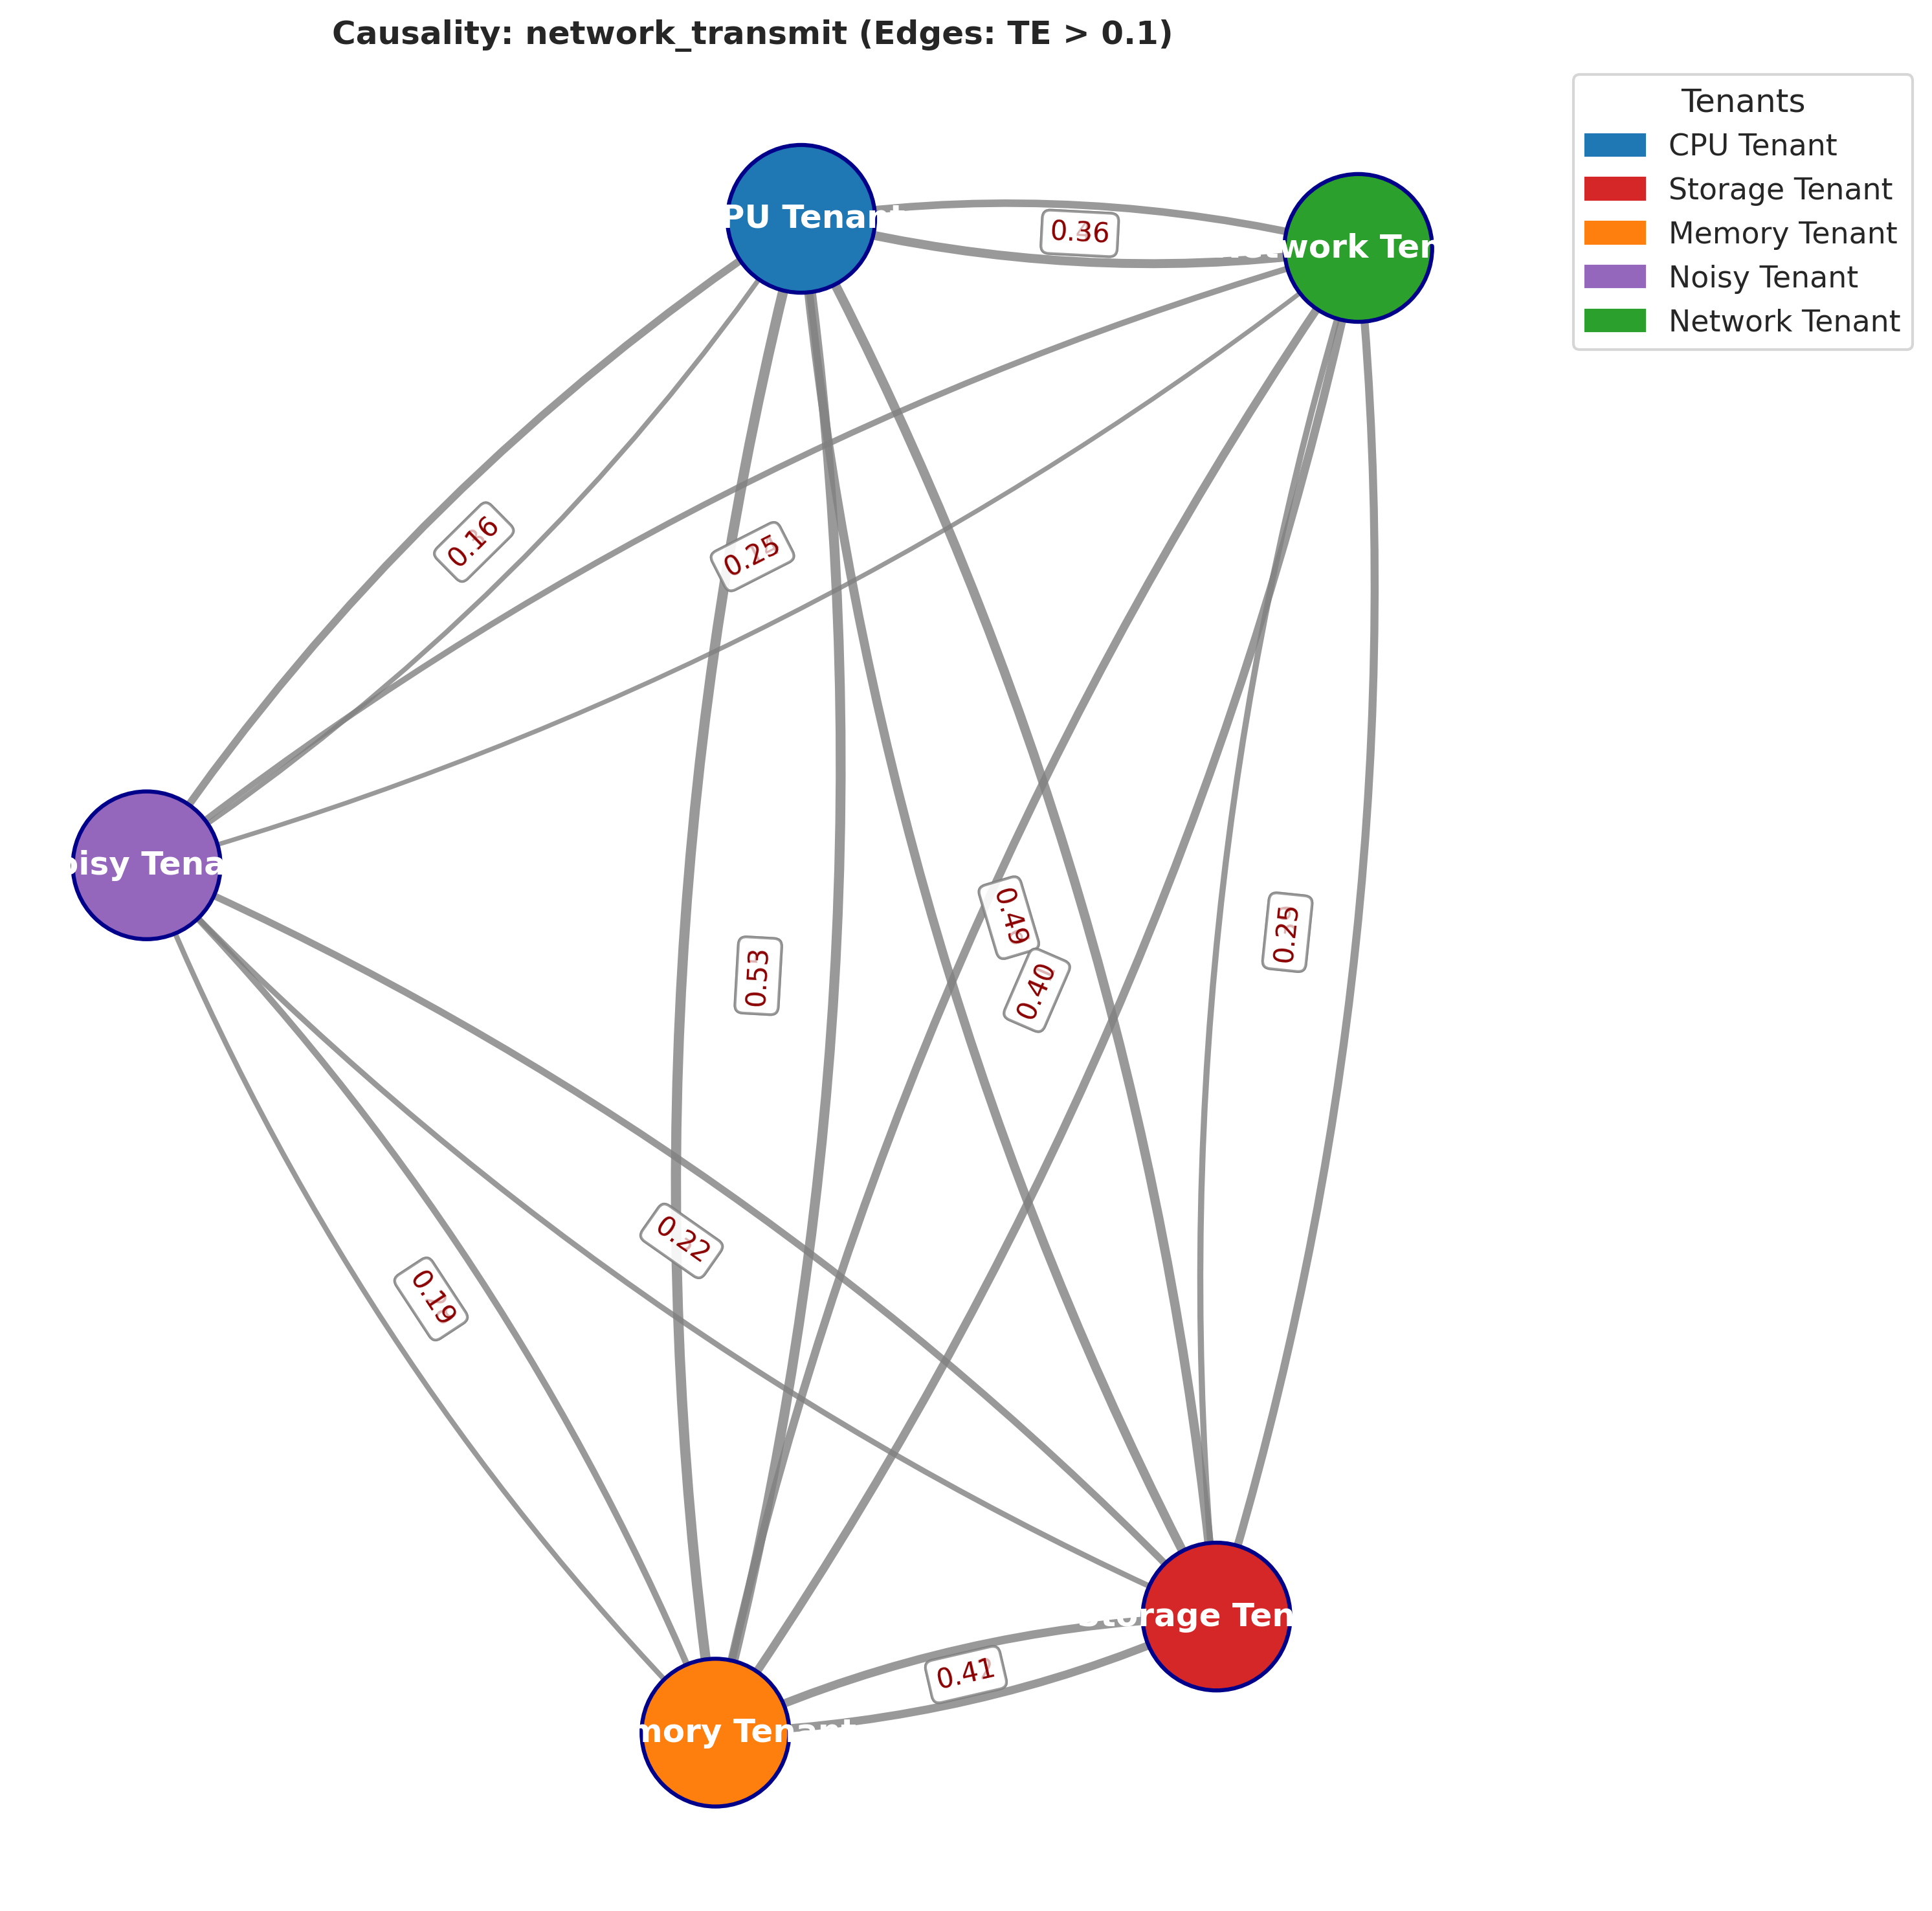 Causality: network_transmit (Edges: TE > 0.1)
Tenants
CPU Tenant
Storage Tenant
Memory Tenant
Noisy Tenant
Network Tenant
PU Tenant
work Ten
0.36
0.16
0.25
oisy Tena
0.53
0.49
0.40
0.25
0.22
0.19
orage Ten
0.41
mory Tenant